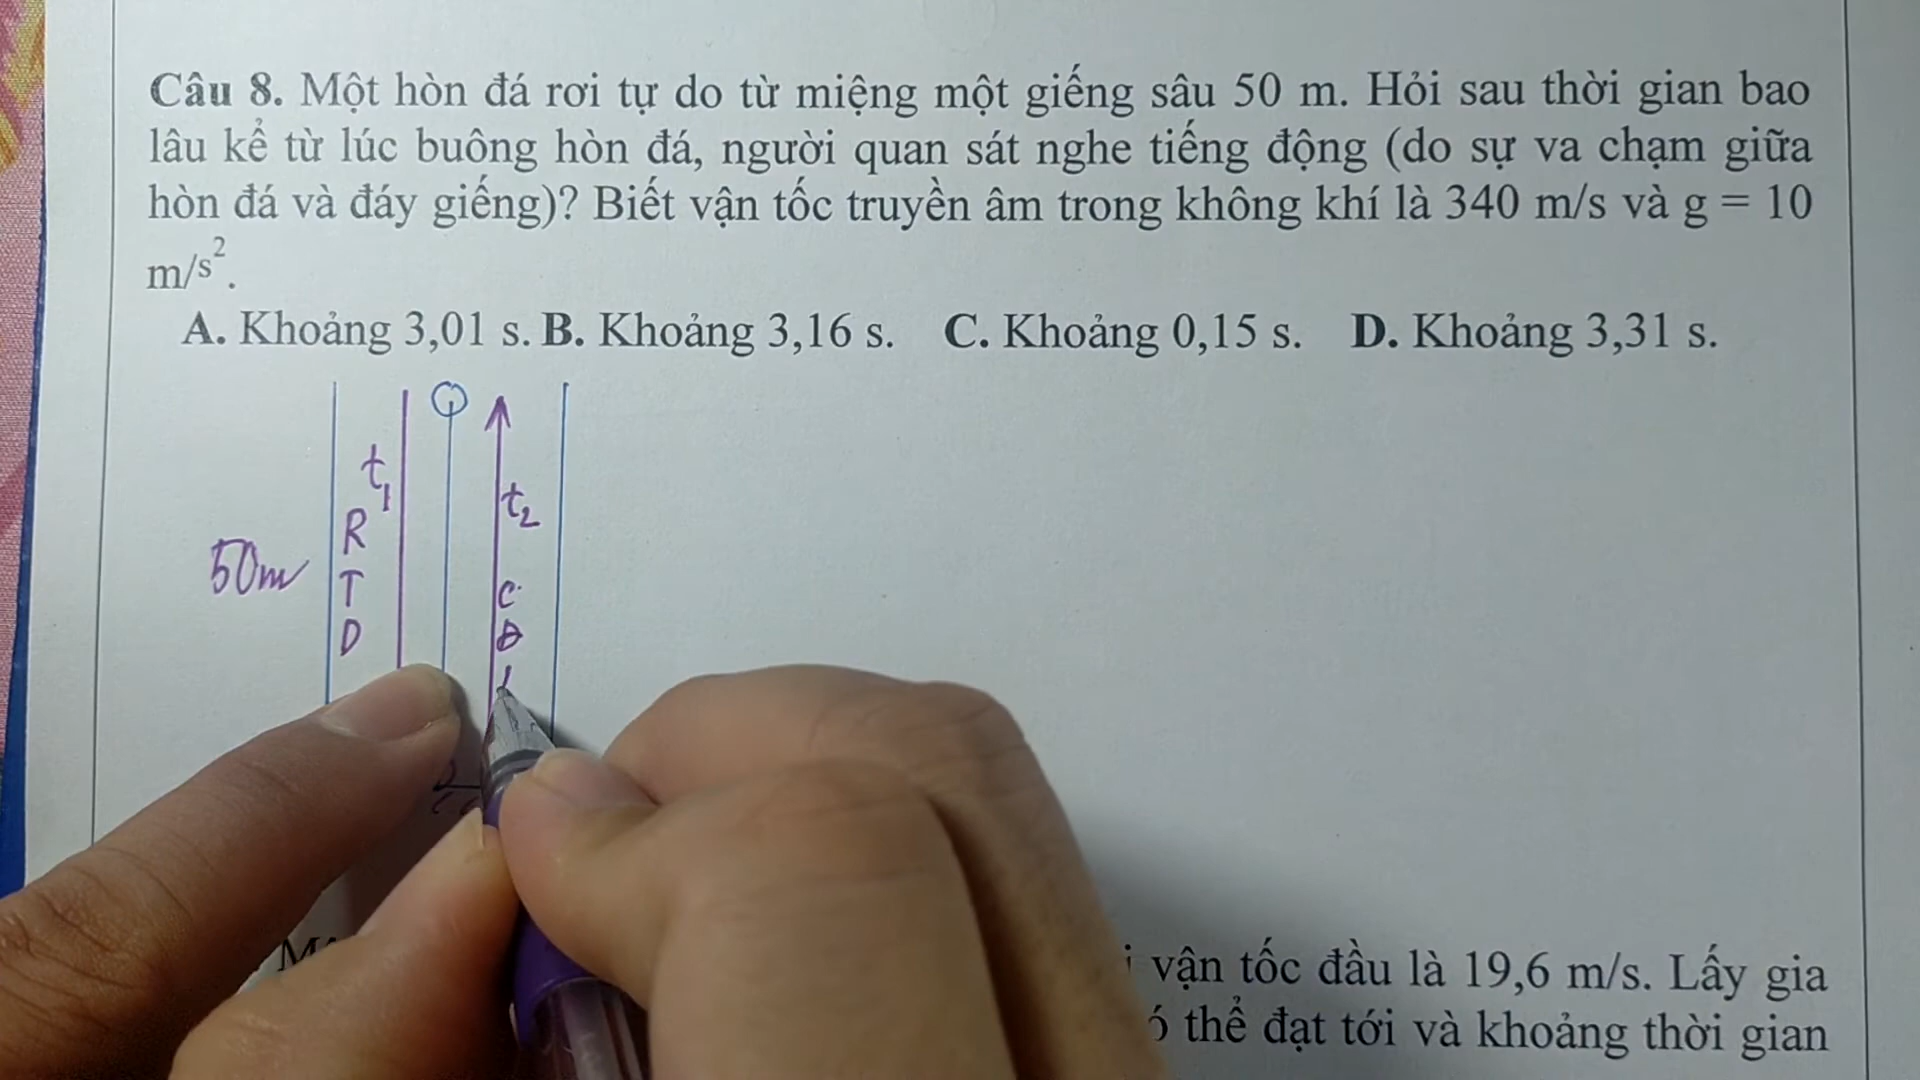 Câu 8. Một hòn đá rơi tự do từ miệng một giếng sâu 50 m. Hỏi sau thời gian bao
lâu kể từ lúc buông hòn đá, người quan sát nghe tiếng động (do sự va chạm giữa
hòn đá và đáy giếng)? Biết vận tốc truyền âm trong không khí là 340 m/s và g = 10
m/s².
A. Khoảng 3,01 s. B. Khoảng 3,16 s. C. Khoảng 0,15 s. D. Khoảng 3,31 s.
t₁
R
T
D
50m
t₂
C
Đ
vận tốc đầu là 19,6 m/s. Lấy gia
thể đạt tới và khoảng thời gian